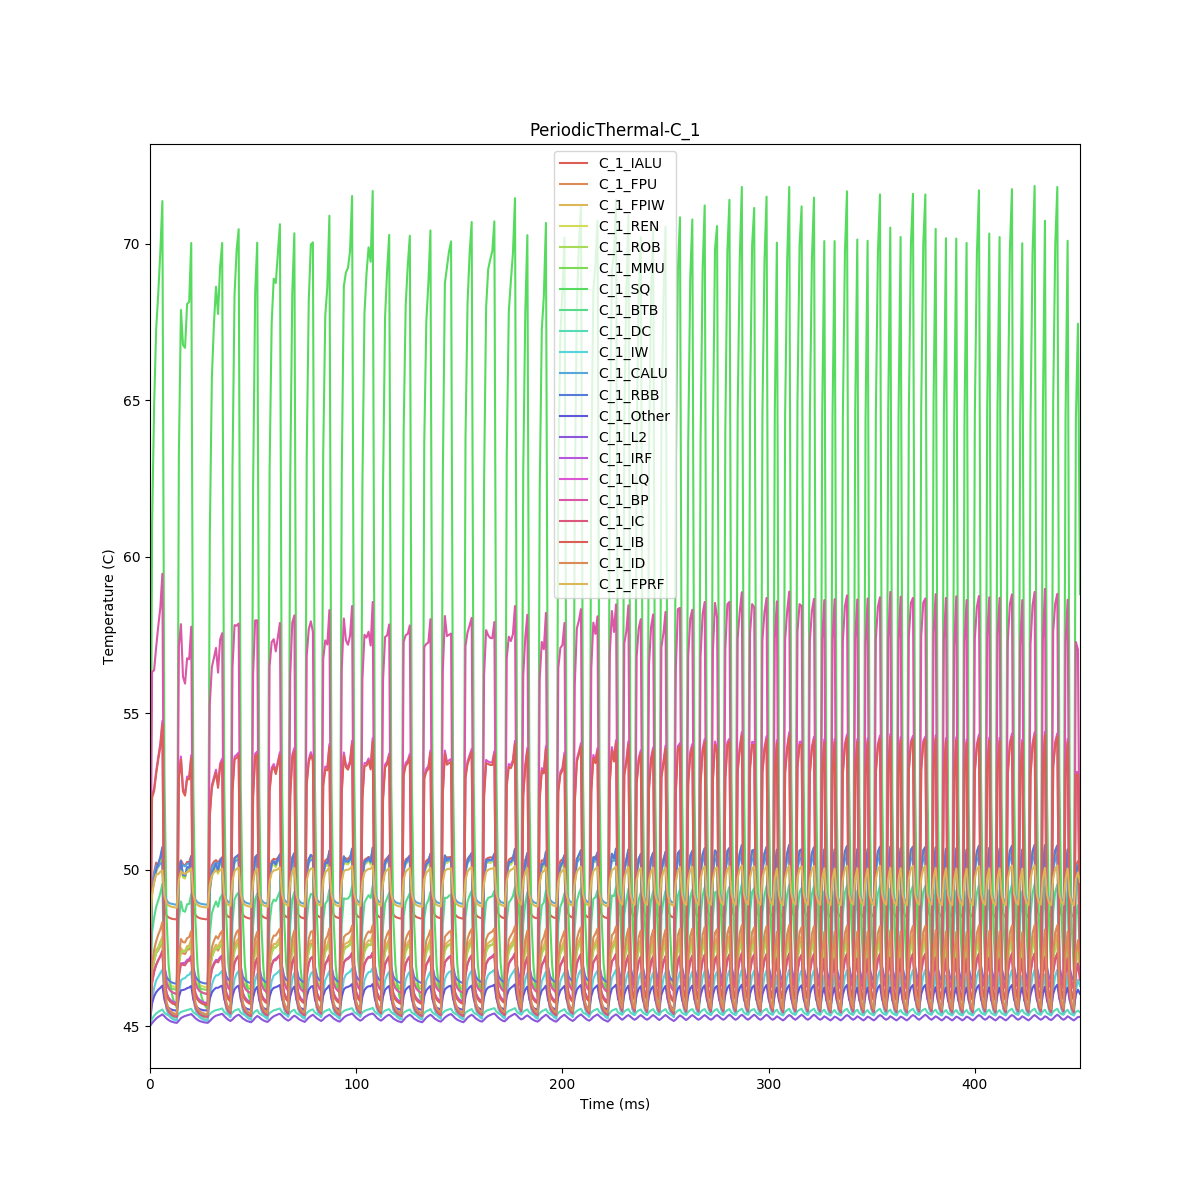 PeriodicThermal-C_1
C_1_IALU
C_1_FPU
C_1_FPIW
C_1_REN
C_1_ROB
C_1_MMU
C_1_SQ
C_1_BTB
C_1_DC
C_1_IW
C_1_CALU
C_1_RBB
C_1_Other
C_1_L2
C_1_IRF
C_1_LQ
C_1_BP
C_1_IC
C_1_IB
C_1_ID
C_1_FPRF
70
65
60
55
50
45
Temperature (C)
0 100 200 300 400
Time (ms)